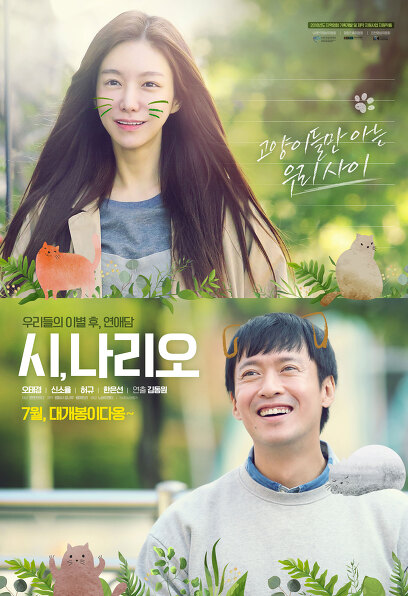 고양이들만 아는
우리 사이
우리들의 이별 후, 연애담
시,나리오
오태경 | 신소율 | 허규 | 한은선 | 연출 김동원
7월, 대개봉이다옹~